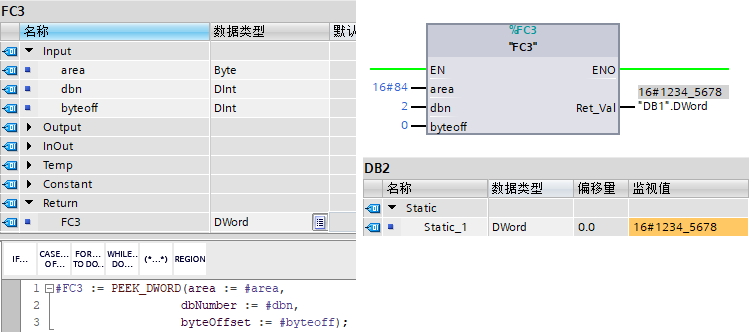 FC3
名称 数据类型 默认
Input
area Byte
dbn DInt
byteoff DInt
Output
InOut
Temp
Constant
Return
FC3 DWord
IF... CASE... OF... FOR... TO DO.. WHILE.. DO... (*...*) REGION
1 #FC3 := PEEK_DWORD(area := #area,
2 dbNumber := #dbn,
3 byteOffset := #byteoff);
%FC3
"FC3"
EN ENO
16#84 area 16#1234_5678
2 dbn Ret_Val "DB1".DWord
0 byteoff
DB2
名称 数据类型 偏移量 监视值
Static
Static_1 DWord 0.0 16#1234_5678